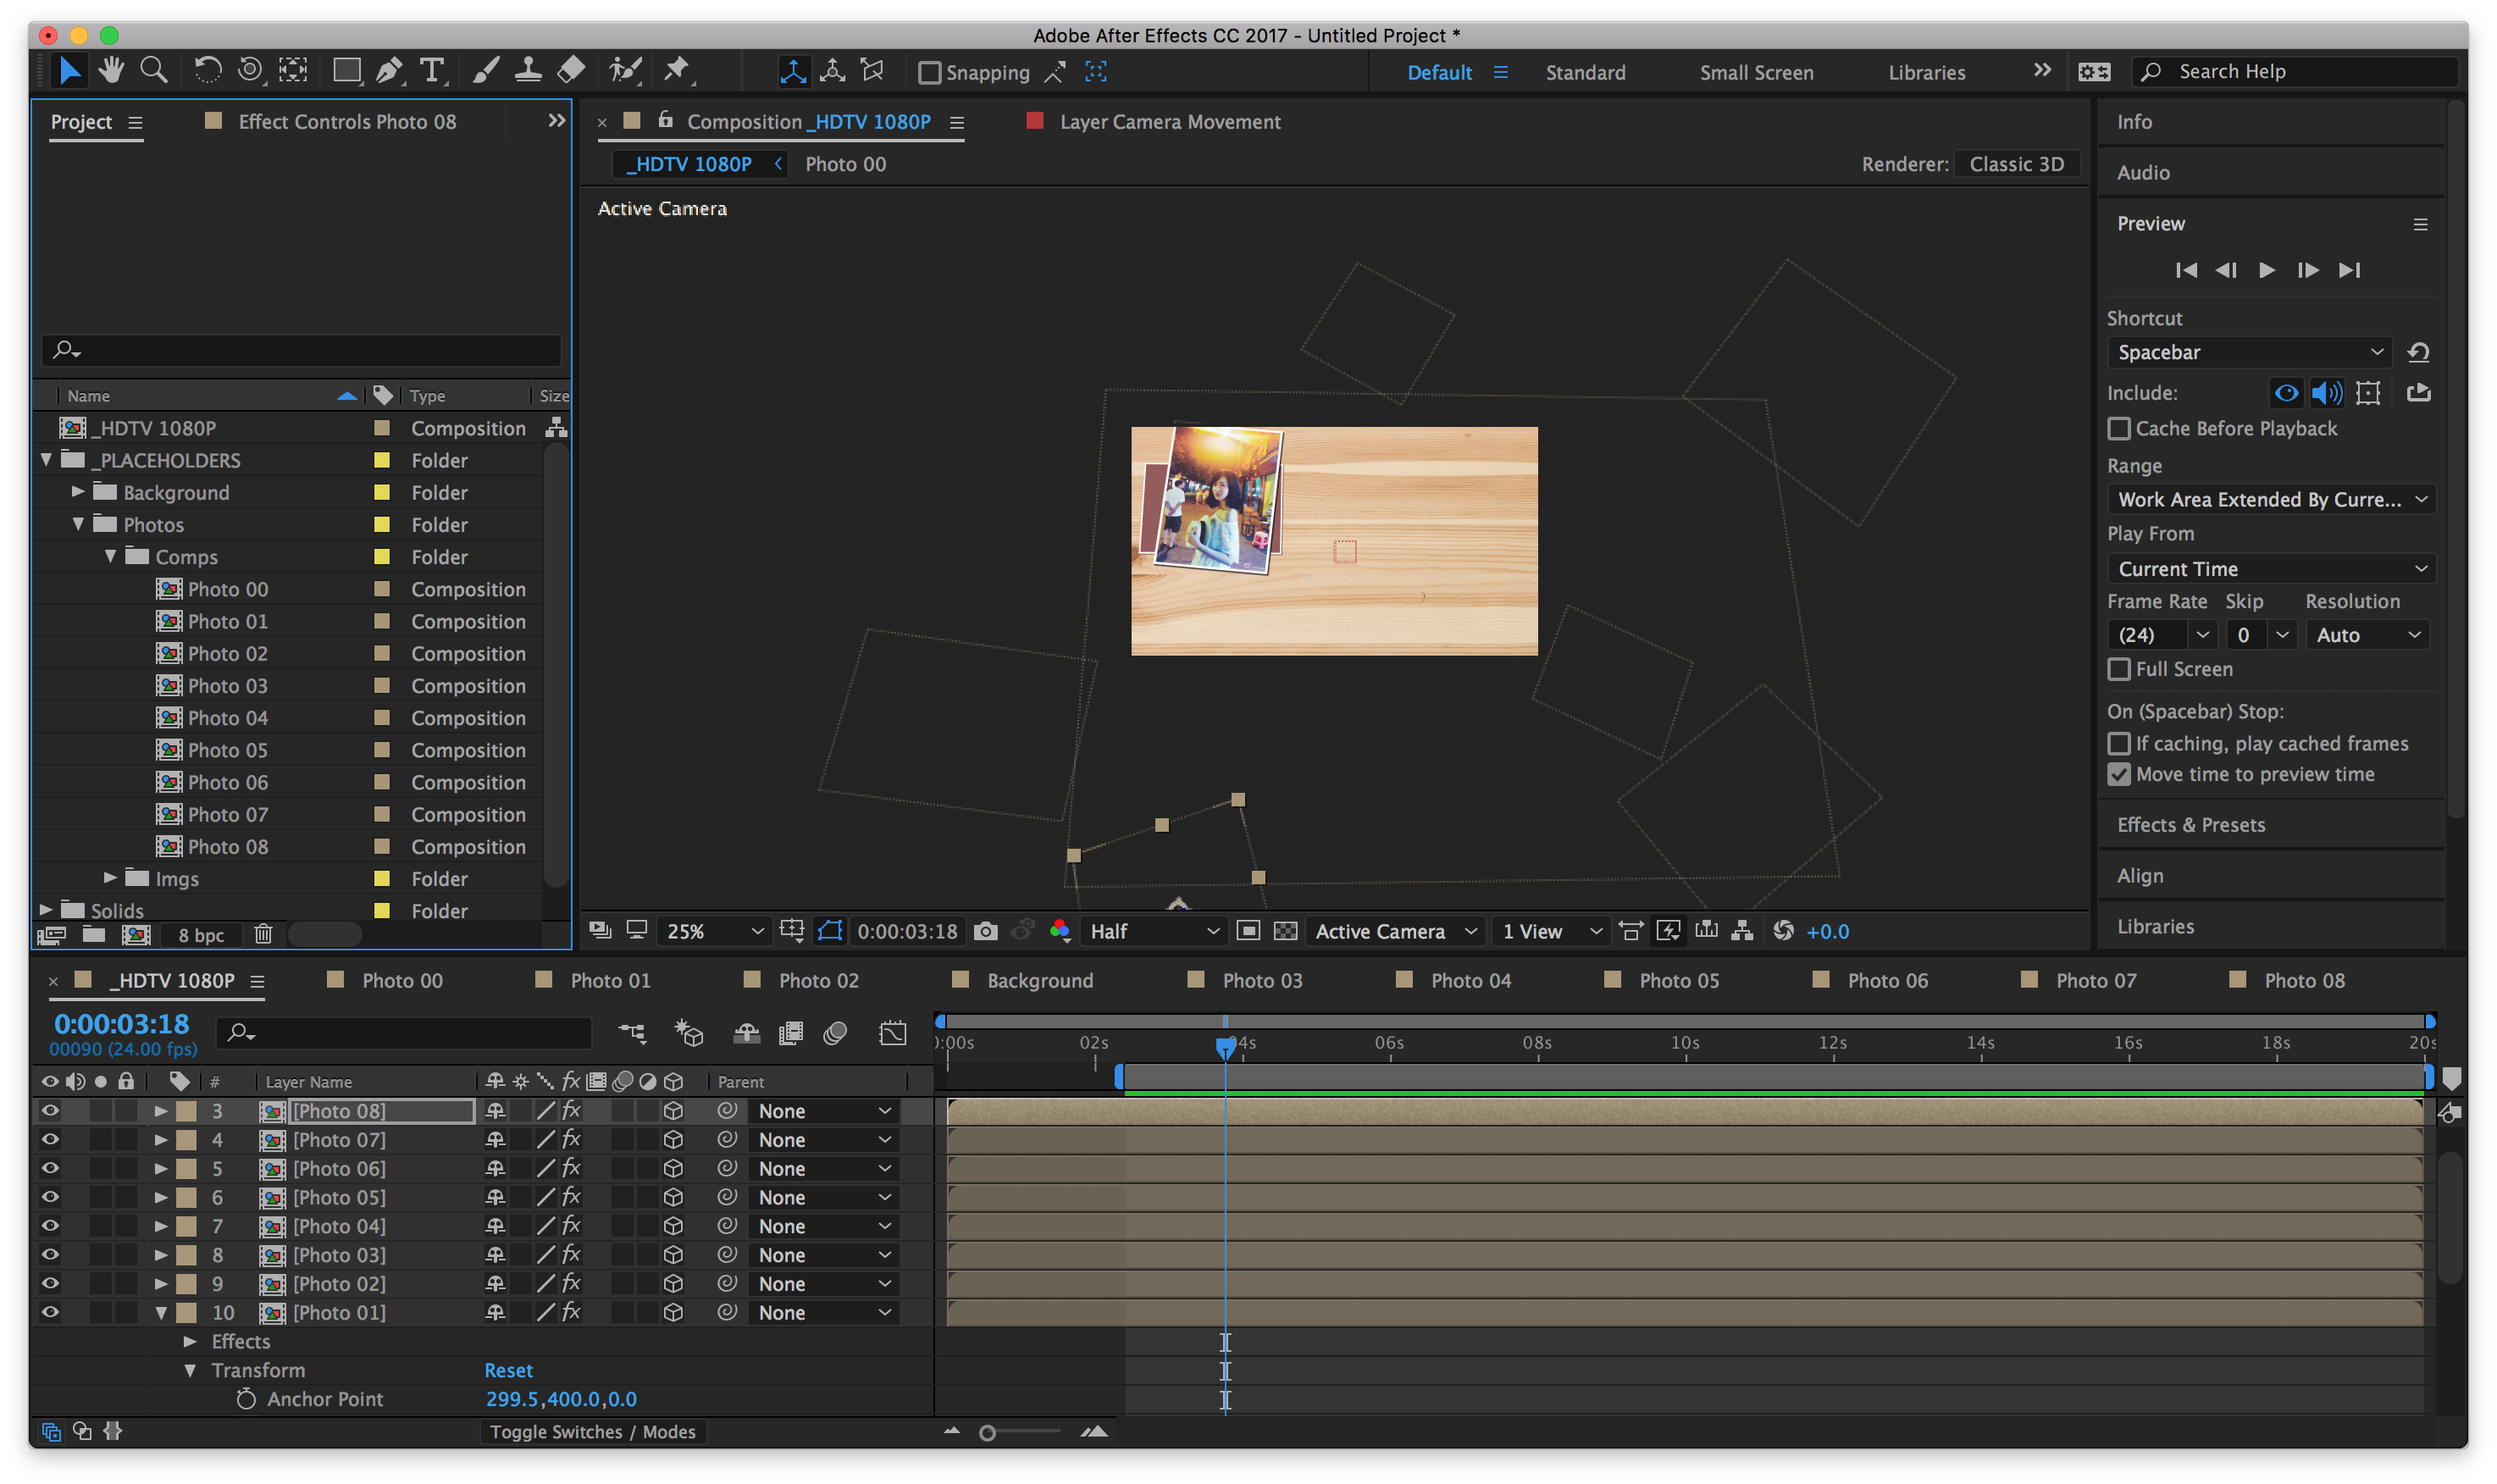 Adobe After Effects CC 2017 - Untitled Project *
Snapping
Default
Standard
Small Screen
Libraries
Search Help
Project
Effect Controls Photo 08
Composition _HDTV 1080P
Layer Camera Movement
_HDTV 1080P
Photo 00
Renderer:
Classic 3D
Active Camera
Name
Type
Size
_HDTV 1080P
Composition
_PLACEHOLDERS
Folder
Background
Folder
Photos
Folder
Comps
Folder
Photo 00
Composition
Photo 01
Composition
Photo 02
Composition
Photo 03
Composition
Photo 04
Composition
Photo 05
Composition
Photo 06
Composition
Photo 07
Composition
Photo 08
Composition
Imgs
Folder
Solids
Folder
8 bpc
25%
0:00:03:18
Half
Active Camera
1 View
+0.0
Info
Audio
Preview
Shortcut
Spacebar
Include:
Cache Before Playback
Range
Work Area Extended By Curre...
Play From
Current Time
Frame Rate
Skip
Resolution
(24)
0
Auto
Full Screen
On (Spacebar) Stop:
If caching, play cached frames
Move time to preview time
Effects & Presets
Align
Libraries
_HDTV 1080P
Photo 00
Photo 01
Photo 02
Background
Photo 03
Photo 04
Photo 05
Photo 06
Photo 07
Photo 08
0:00:03:18
00090 (24.00 fps)
):00s
02s
04s
06s
08s
10s
12s
14s
16s
18s
20s
#
Layer Name
fx
Parent
3
[Photo 08]
fx
None
4
[Photo 07]
fx
None
5
[Photo 06]
fx
None
6
[Photo 05]
fx
None
7
[Photo 04]
fx
None
8
[Photo 03]
fx
None
9
[Photo 02]
fx
None
10
[Photo 01]
fx
None
Effects
Transform
Reset
Anchor Point
299.5,400.0,0.0
Toggle Switches / Modes